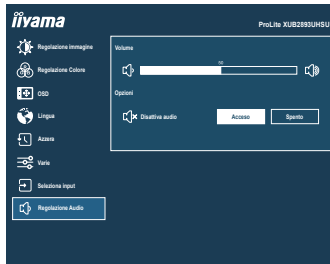 iiyama
ProLite XUB2893UHSU
Regolazione immagine
Regolazione Colore
OSD
Lingua
Azzera
Varie
Seleziona input
Regolazione Audio
Volume
50
Opzioni
Disattiva audio
Acceso
Spento